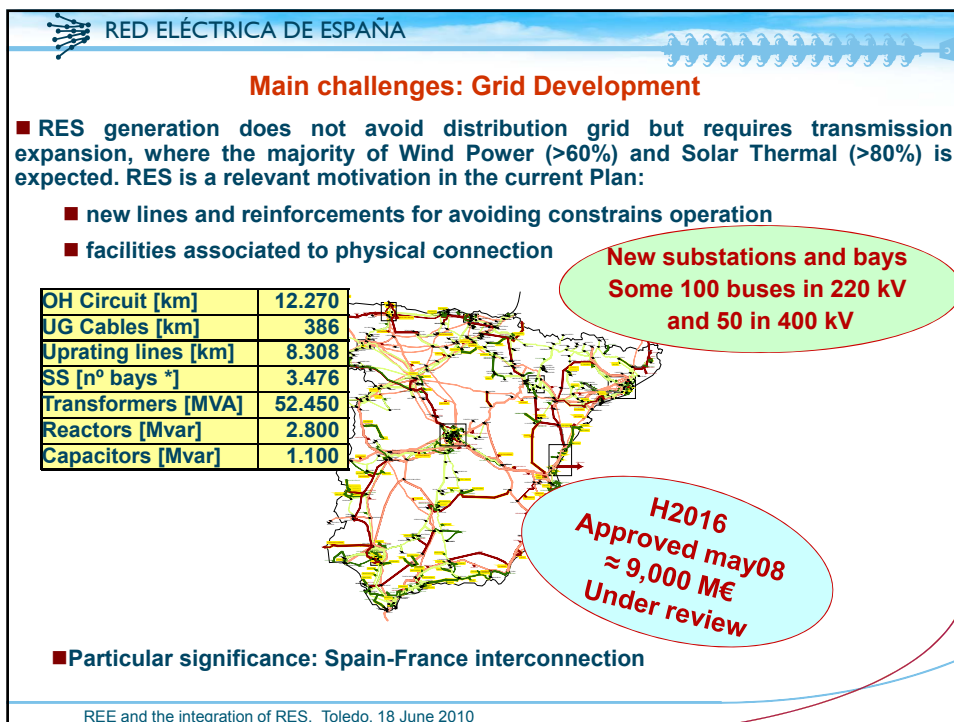 RED ELÉCTRICA DE ESPAÑA
Main challenges: Grid Development
RES generation does not avoid distribution grid but requires transmission
expansion, where the majority of Wind Power (>60%) and Solar Thermal (>80%) is
expected. RES is a relevant motivation in the current Plan:
new lines and reinforcements for avoiding constrains operation
facilities associated to physical connection
New substations and bays
Some 100 buses in 220 kV
and 50 in 400 kV
OH Circuit [km] 12.270
UG Cables [km] 386
Uprating lines [km] 8.308
SS [nº bays *] 3.476
Transformers [MVA] 52.450
Reactors [Mvar] 2.800
Capacitors [Mvar] 1.100
H2016
Approved may08
≈ 9,000 M€
Under review
Particular significance: Spain-France interconnection
REE and the integration of RES. Toledo, 18 June 2010